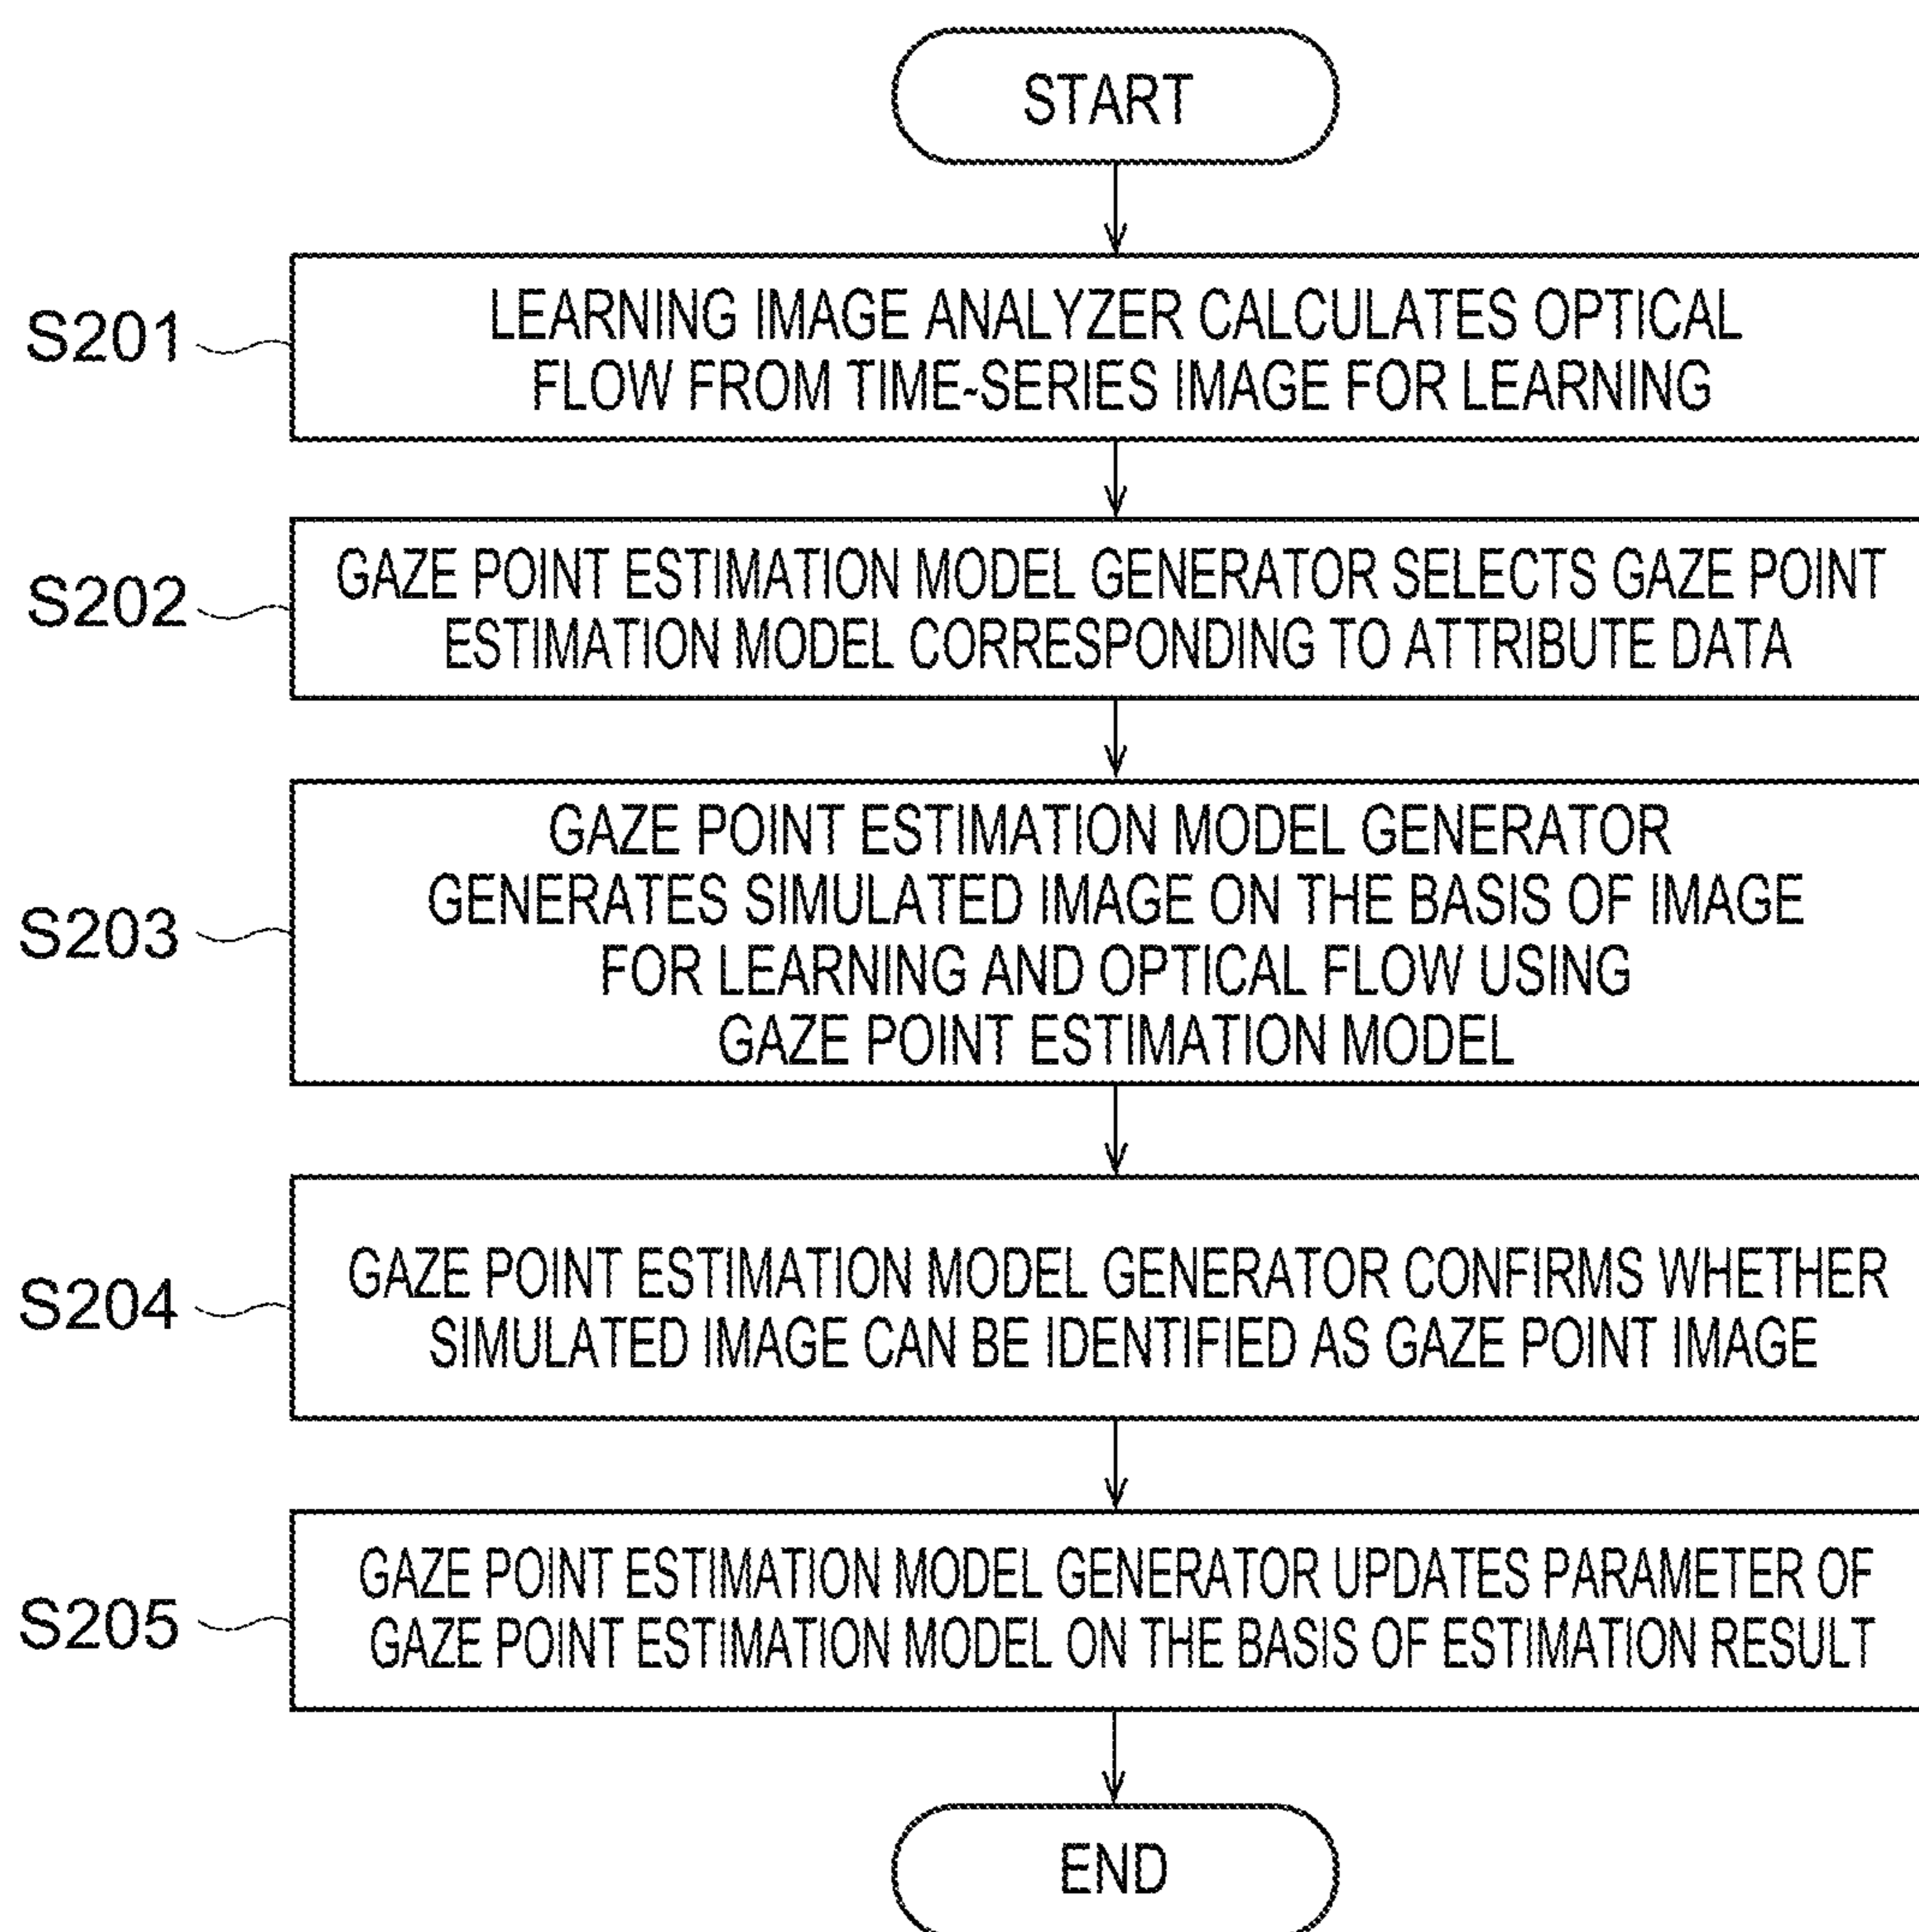 START
S201
LEARNING IMAGE ANALYZER CALCULATES OPTICAL
FLOW FROM TIME-SERIES IMAGE FOR LEARNING
S202
GAZE POINT ESTIMATION MODEL GENERATOR SELECTS GAZE POINT
ESTIMATION MODEL CORRESPONDING TO ATTRIBUTE DATA
S203
GAZE POINT ESTIMATION MODEL GENERATOR
GENERATES SIMULATED IMAGE ON THE BASIS OF IMAGE
FOR LEARNING AND OPTICAL FLOW USING
GAZE POINT ESTIMATION MODEL
S204
GAZE POINT ESTIMATION MODEL GENERATOR CONFIRMS WHETHER
SIMULATED IMAGE CAN BE IDENTIFIED AS GAZE POINT IMAGE
S205
GAZE POINT ESTIMATION MODEL GENERATOR UPDATES PARAMETER OF
GAZE POINT ESTIMATION MODEL ON THE BASIS OF ESTIMATION RESULT
END